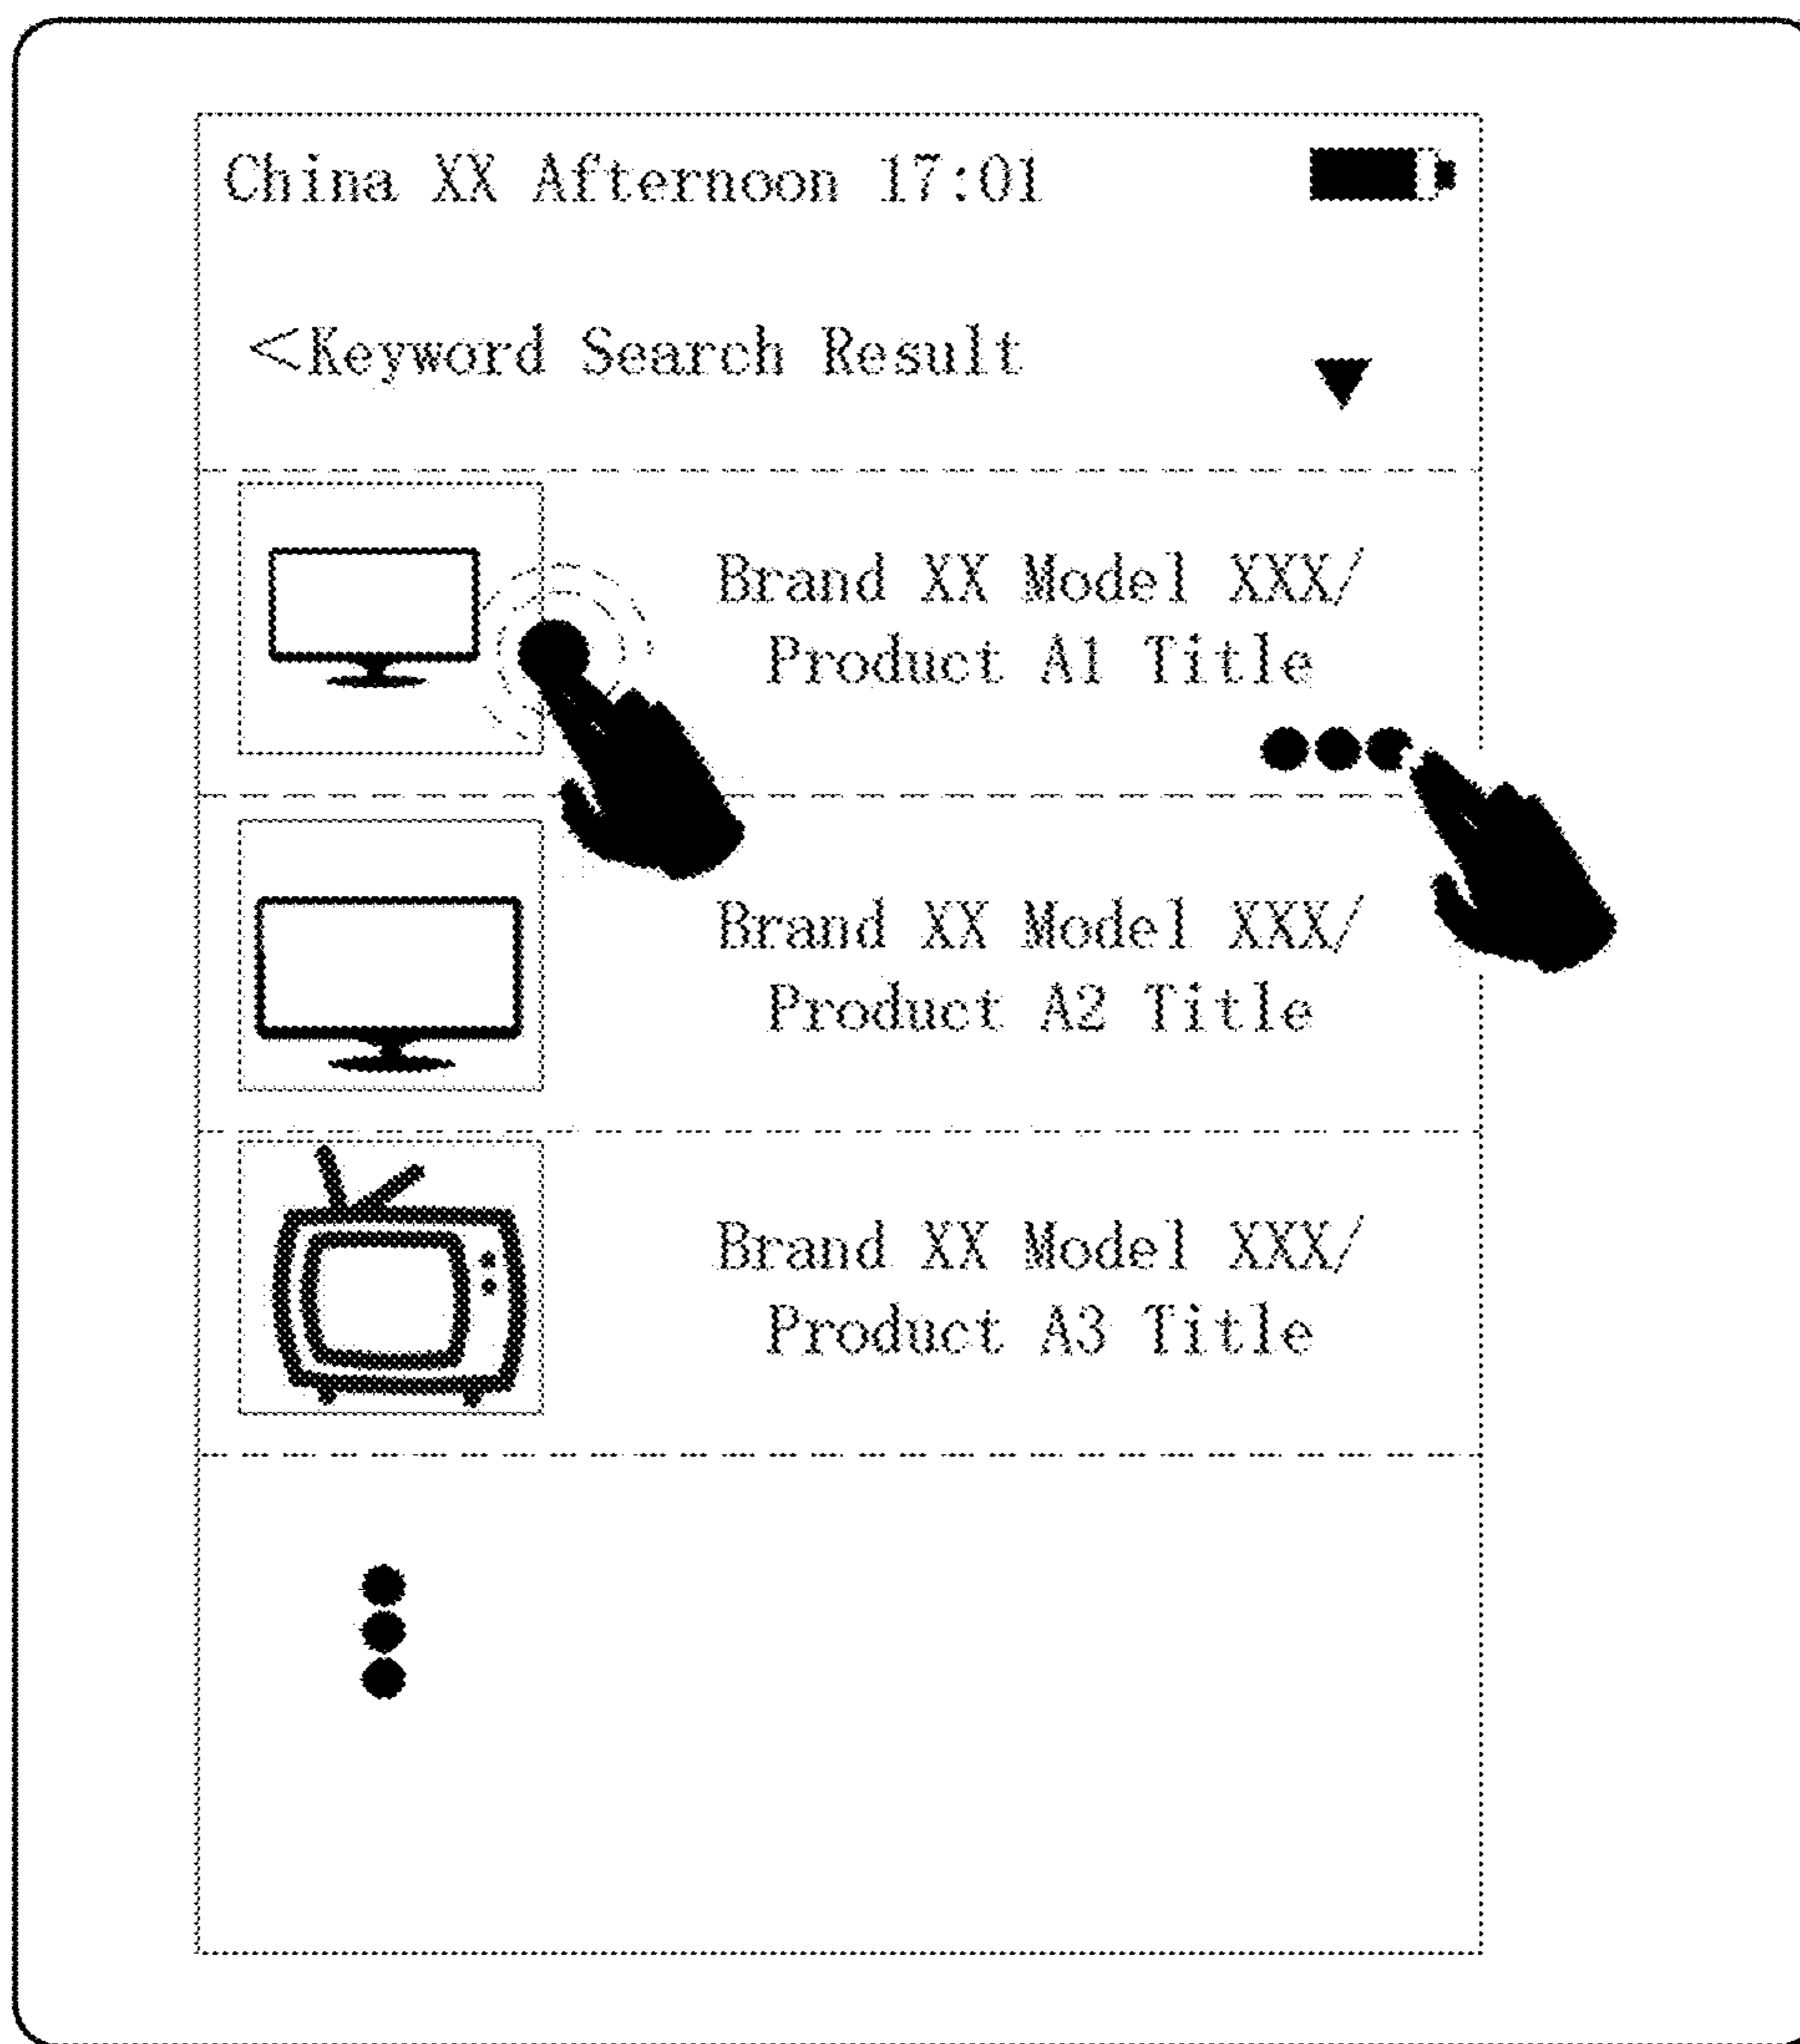 China XX Afternoon 17:01
<Keyword Search Result
Brand XX Model XXX/
Product A1 Title
Brand XX Model XXX/
Product A2 Title
Brand XX Model XXX/
Product A3 Title